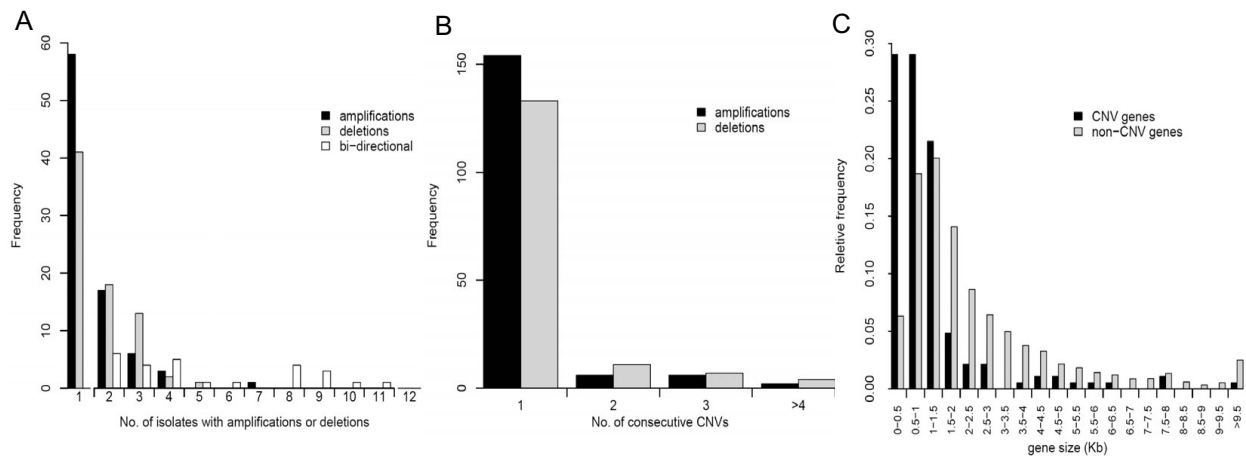 A
60
50
40
30
20
10
0
Frequency
amplifications
deletions
bi-directional
1 2 3 4 5 6 7 8 9 10 11 12
No. of isolates with amplifications or deletions
B
150
100
50
0
Frequency
amplifications
deletions
1 2 3 >4
No. of consecutive CNVs
C
0.30
0.25
0.20
0.15
0.10
0.05
0.00
Reletive frequency
CNV genes
non-CNV genes
0-0.5
0.5-1
1-1.5
1.5-2
2-2.5
2.5-3
3-3.5
3.5-4
4-4.5
4.5-5
5-5.5
5.5-6
6-6.5
6.5-7
7-7.5
7.5-8
8-8.5
8.5-9
9-9.5
>9.5
gene size (Kb)